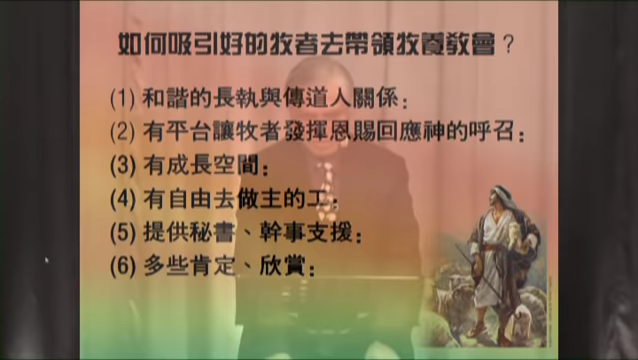 如何吸引好的牧者去帶領牧養教會？
(1) 和諧的長執與傳道人關係；
(2) 有平台讓牧者發揮恩賜回應神的呼召；
(3) 有成長空間；
(4) 有自由去做主的工；
(5) 提供秘書、幹事支援；
(6) 多些肯定、欣賞；